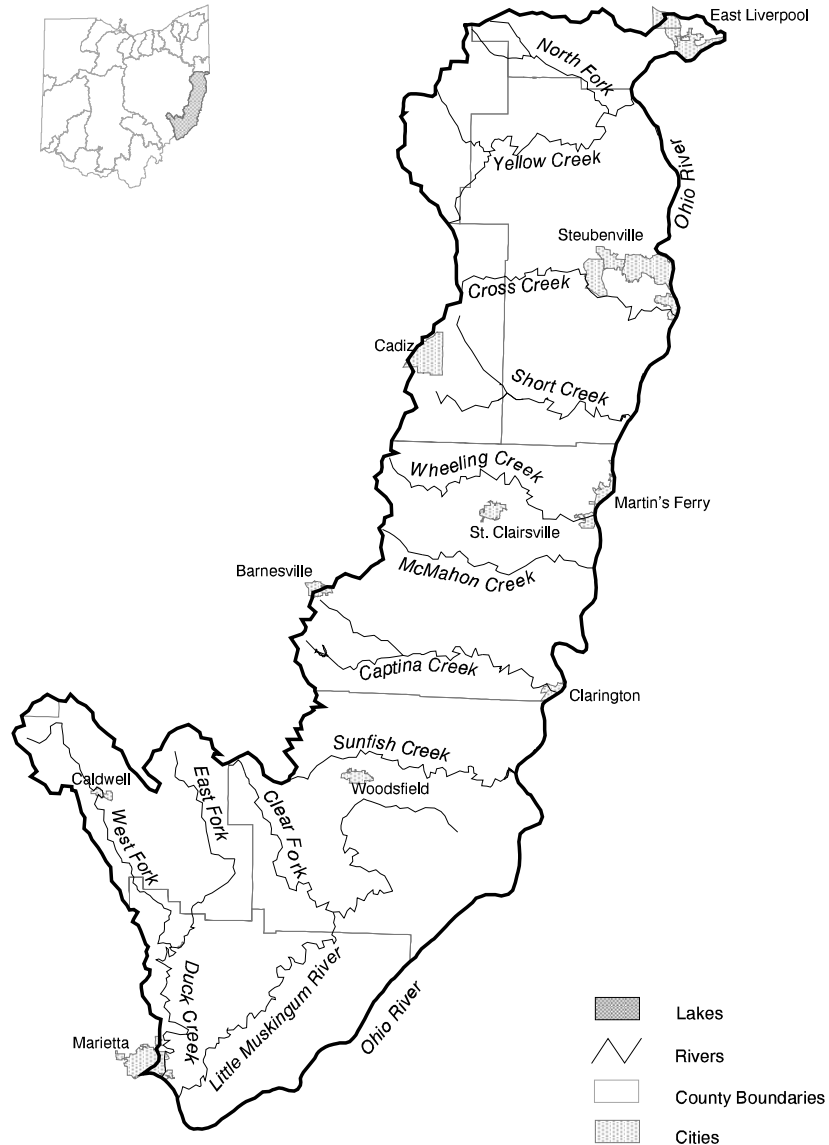 East Liverpool
North Fork
Yellow Creek
Ohio River
Steubenville
Cross Creek
Cadiz
Short Creek
Wheeling Creek
Martin's Ferry
St. Clairsville
Barnesville
McMahon Creek
Captina Creek
Clarington
Sunfish Creek
Caldwell
East Fork
Woodsfield
Clear Fork
West Fork
Duck Creek
Little Muskingum River
Ohio River
Marietta
Lakes
Rivers
County Boundaries
Cities